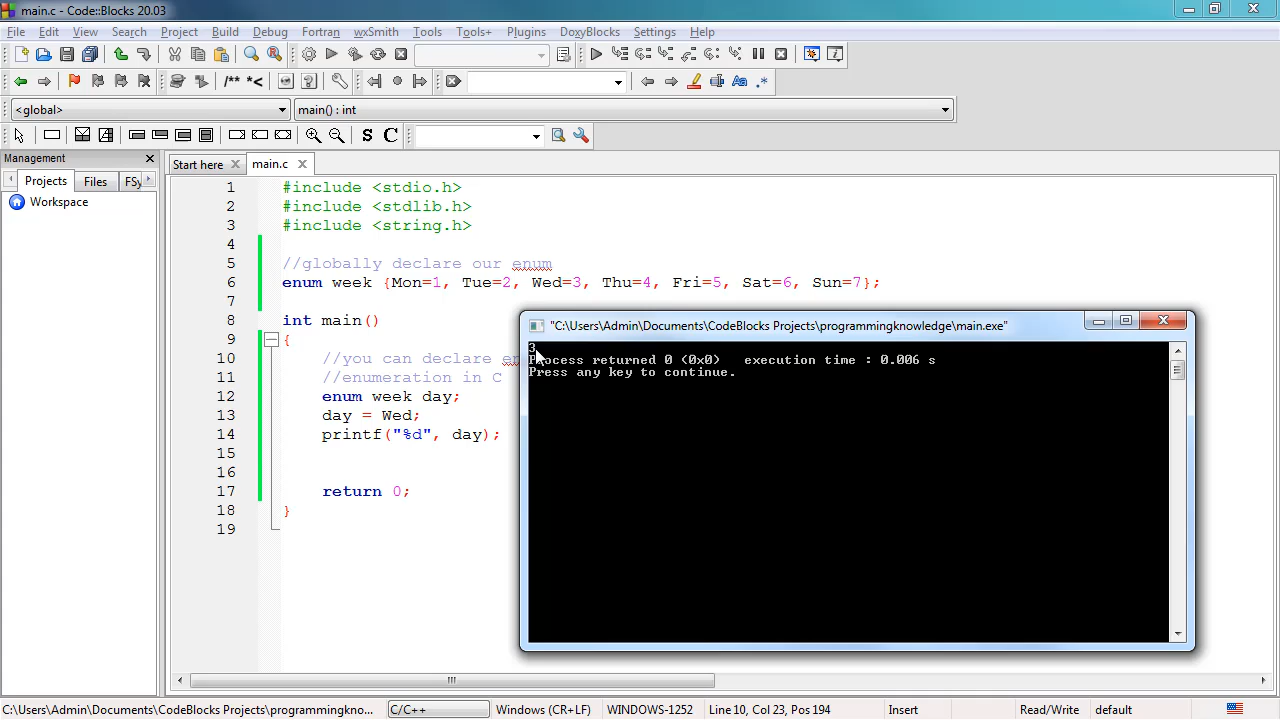 main.c - Code::Blocks 20.03
File Edit View Search Project Build Debug Fortran wxSmith Tools Tools+ Plugins DoxyBlocks Settings Help
/** *<
<global> main() : int
S C
Management
Projects Files FSy
Workspace
Start here main.c
1 #include <stdio.h>
2 #include <stdlib.h>
3 #include <string.h>
4
5 //globally declare our enum
6 enum week {Mon=1, Tue=2, Wed=3, Thu=4, Fri=5, Sat=6, Sun=7};
7
8 int main()
9 {
10 //you can declare en
11 //enumeration in C
12 enum week day;
13 day = Wed;
14 printf("%d", day);
15
16
17 return 0;
18 }
19
"C:\Users\Admin\Documents\CodeBlocks Projects\programmingknowledge\main.exe"
3
Process returned 0 (0x0) execution time : 0.006 s
Press any key to continue.
C:\Users\Admin\Documents\CodeBlocks Projects\programmingkno... C/C++ Windows (CR+LF) WINDOWS-1252 Line 10, Col 23, Pos 194 Insert Read/Write default